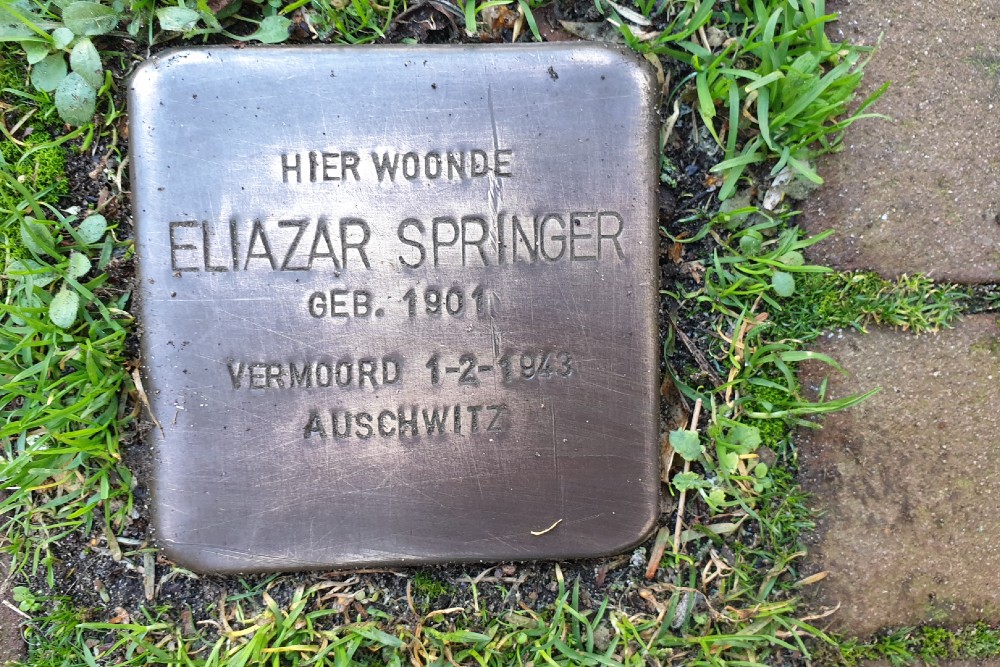 HIER WOONDE
ELIAZAR SPRINGER
GEB. 1901
VERMOORD 1-2-1943
AUSCHWITZ